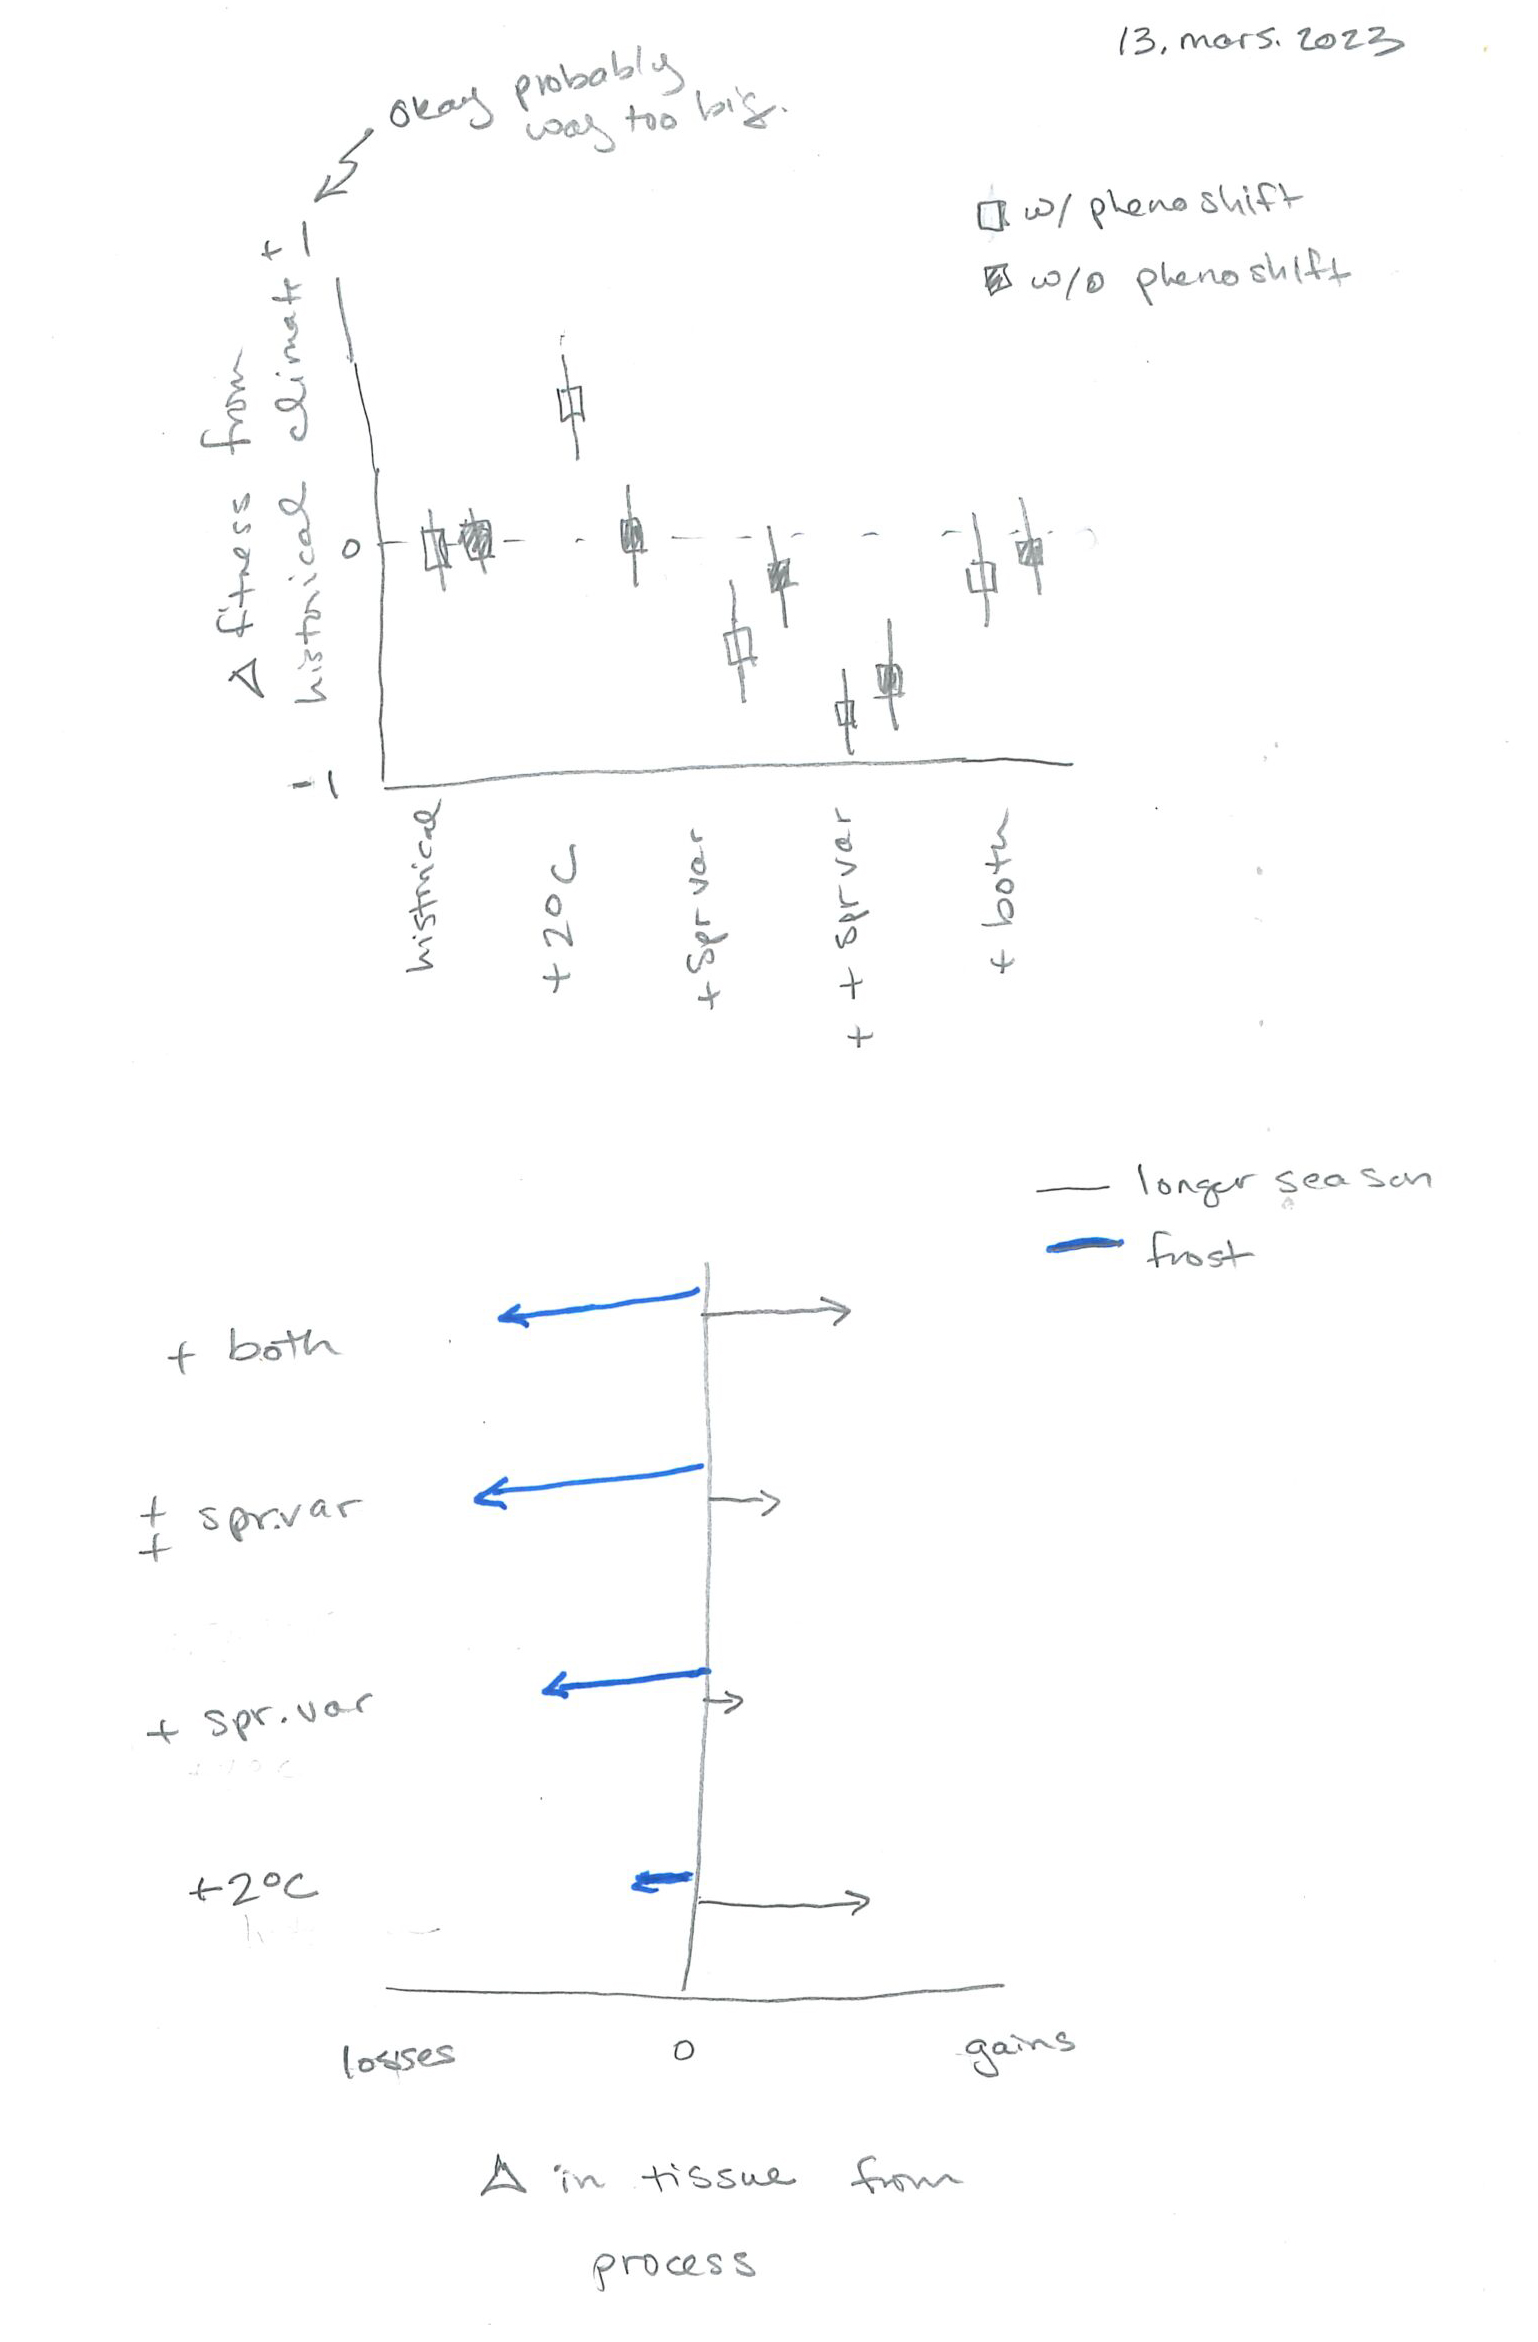 13. mars. 2023
okay probably
way too big.
w/ pheno shift
w/o pheno shift
+1
Δ fitness from
historical climate
0
-1
historical
+ 2°C
+ Spr var
+ + Spr var
+ both
longer season
frost
+ both
+ + spr.var
+ spr.var
+2°C
losses 0 gains
Δ in tissue from
process